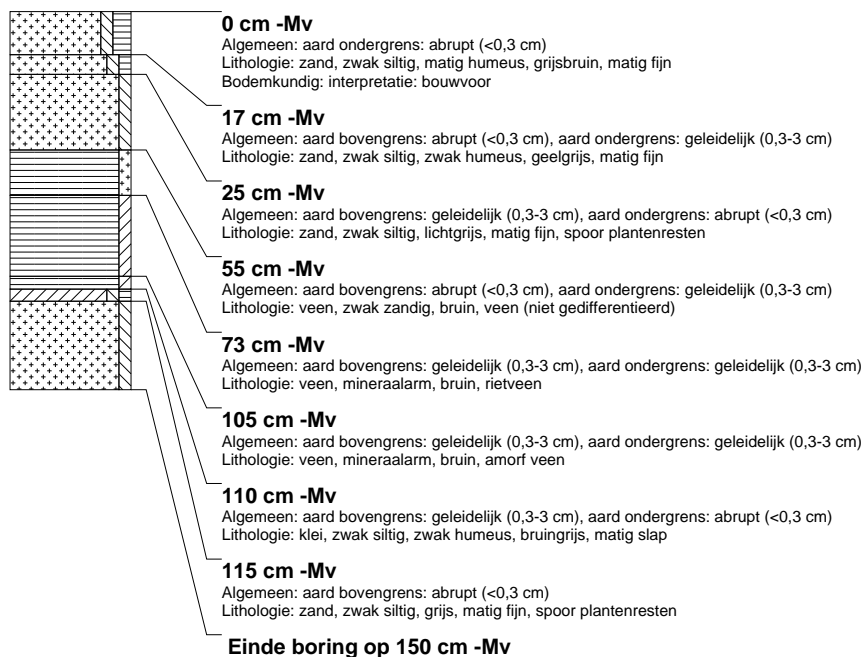 0 cm -Mv
Algemeen: aard ondergrens: abrupt (<0,3 cm)
Lithologie: zand, zwak siltig, matig humeus, grijsbruin, matig fijn
Bodemkundig: interpretatie: bouwvoor
17 cm -Mv
Algemeen: aard bovengrens: abrupt (<0,3 cm), aard ondergrens: geleidelijk (0,3-3 cm)
Lithologie: zand, zwak siltig, zwak humeus, geelgrijs, matig fijn
25 cm -Mv
Algemeen: aard bovengrens: geleidelijk (0,3-3 cm), aard ondergrens: abrupt (<0,3 cm)
Lithologie: zand, zwak siltig, lichtgrijs, matig fijn, spoor plantenresten
55 cm -Mv
Algemeen: aard bovengrens: abrupt (<0,3 cm), aard ondergrens: geleidelijk (0,3-3 cm)
Lithologie: veen, zwak zandig, bruin, veen (niet gedifferentieerd)
73 cm -Mv
Algemeen: aard bovengrens: geleidelijk (0,3-3 cm), aard ondergrens: geleidelijk (0,3-3 cm)
Lithologie: veen, mineraalarm, bruin, rietveen
105 cm -Mv
Algemeen: aard bovengrens: geleidelijk (0,3-3 cm), aard ondergrens: geleidelijk (0,3-3 cm)
Lithologie: veen, mineraalarm, bruin, amorf veen
110 cm -Mv
Algemeen: aard bovengrens: geleidelijk (0,3-3 cm), aard ondergrens: abrupt (<0,3 cm)
Lithologie: klei, zwak siltig, zwak humeus, bruingrijs, matig slap
115 cm -Mv
Algemeen: aard bovengrens: abrupt (<0,3 cm)
Lithologie: zand, zwak siltig, grijs, matig fijn, spoor plantenresten
Einde boring op 150 cm -Mv